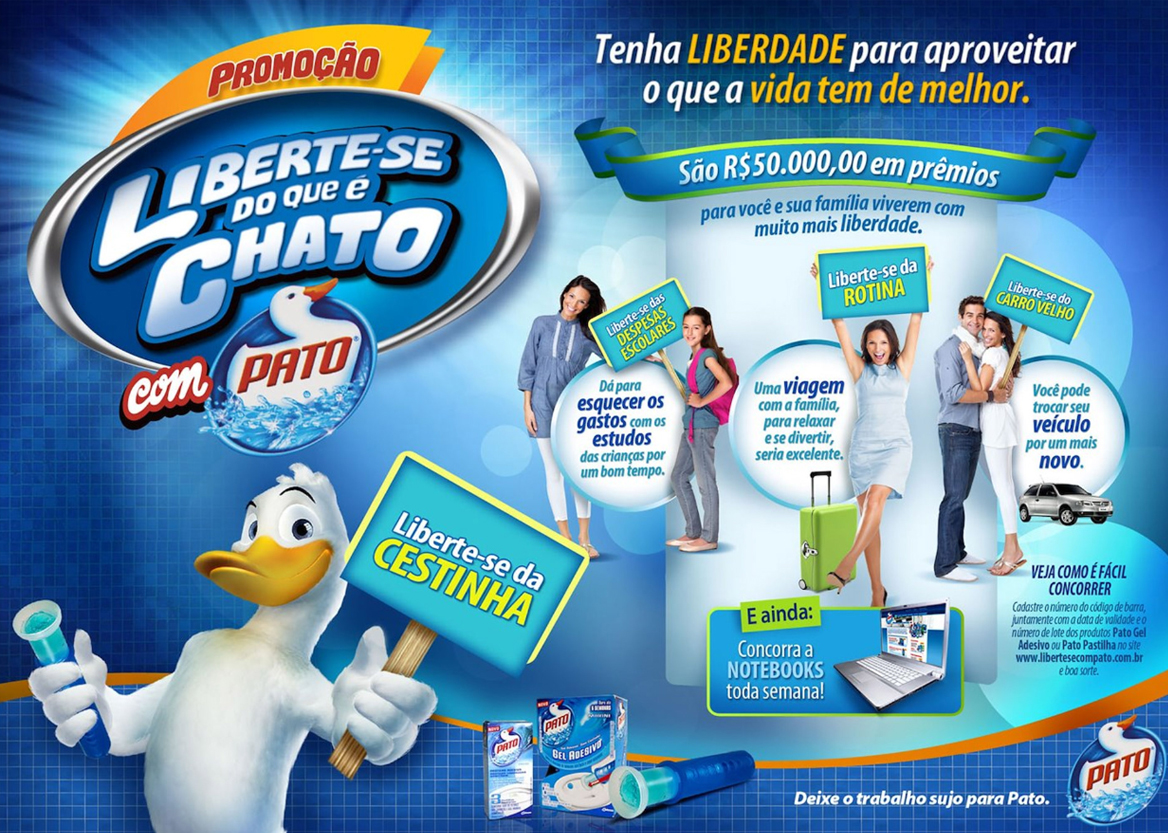 PROMOÇÃO
LIBERTE-SE
DO QUE É
CHATO
com
PATO
Tenha LIBERDADE para aproveitar
o que a vida tem de melhor.
São R$50.000,00 em prêmios
para você e sua família viverem com
muito mais liberdade.
Liberte-se das
DESPESAS
ESCOLARES
Dá para
esquecer os
gastos com os
estudos
das crianças por
um bom tempo.
Liberte-se da
ROTINA
Uma viagem
com a família,
para relaxar
e se divertir,
seria excelente.
Liberte-se do
CARRO VELHO
Você pode
trocar seu
veículo
por um mais
novo.
Liberte-se da
CESTINHA
E ainda:
Concorra a
NOTEBOOKS
toda semana!
VEJA COMO É FÁCIL
CONCORRER
Cadastre o número do código de barra,
juntamente com a data de validade e o
número de lote dos produtos Pato Gel
Adesivo ou Pato Pastilha no site
www.libertesecompato.com.br
e boa sorte.
NOVO
PATO
3
NOVO
PATO
GEL ADESIVO
Deixe o trabalho sujo para Pato.
PATO